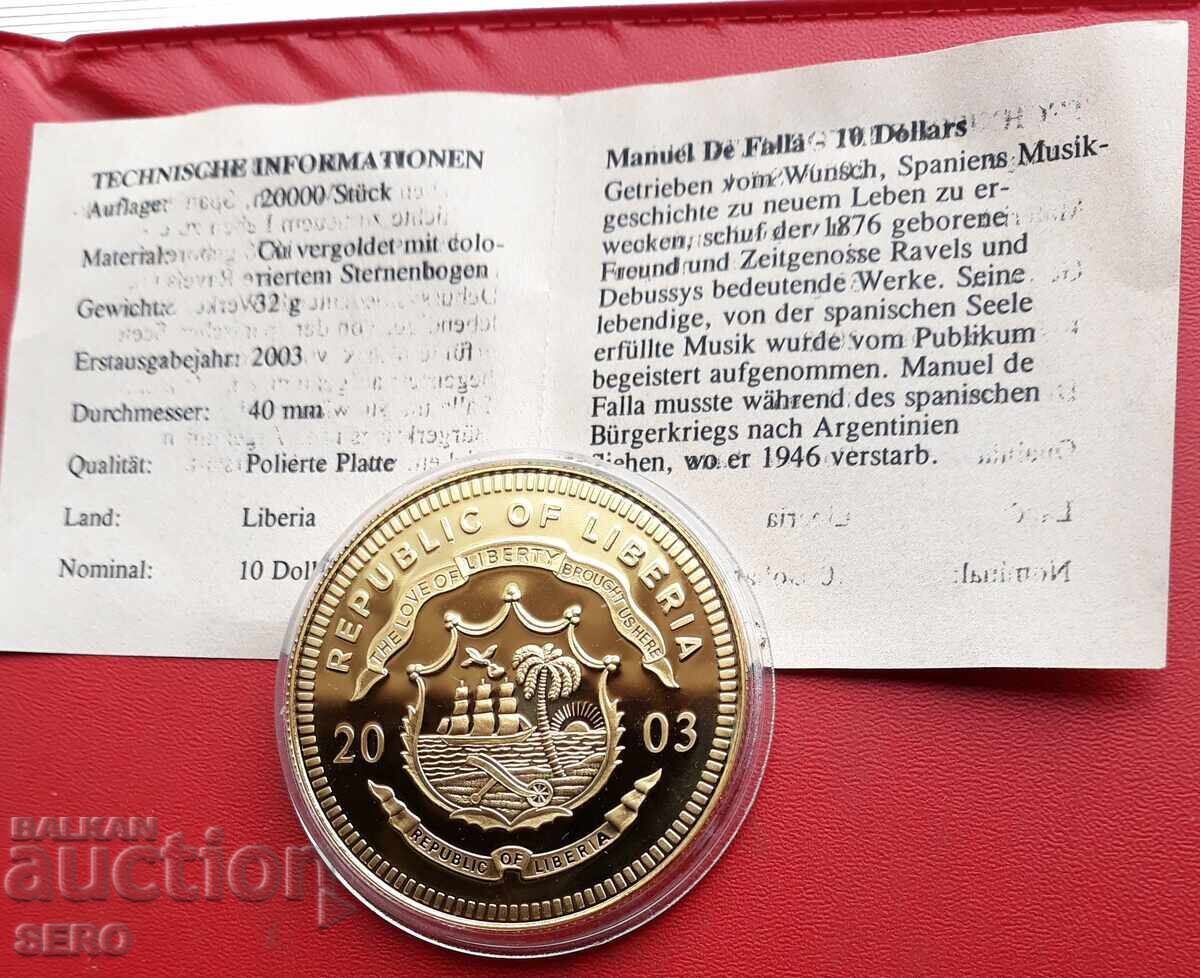 TECHNISCHE INFORMATIONEN
Auflage: 20000 Stück
Material: Cu vergoldet mit colo-
riertem Sternenbogen
Gewicht: 32 g
Erstausgabejahr: 2003
Durchmesser: 40 mm
Qualität: Polierte Platte
Land: Liberia
Nominal: 10 Doll
Manuel De Falla - 10 Dollars
Getrieben vom Wunsch, Spaniens Musik-
geschichte zu neuem Leben zu er-
wecken, schuf der 1876 geborene
Freund und Zeitgenosse Ravels und
Debussys bedeutende Werke. Seine
lebendige, von der spanischen Seele
erfüllte Musik wurde vom Publikum
begeistert aufgenommen. Manuel de
Falla musste während des spanischen
Bürgerkriegs nach Argentinien
fliehen, wo er 1946 verstarb.
REPUBLIC OF LIBERIA
THE LOVE OF LIBERTY BROUGHT US HERE
20 03
REPUBLIC OF LIBERIA
BALKAN
auction
SERO